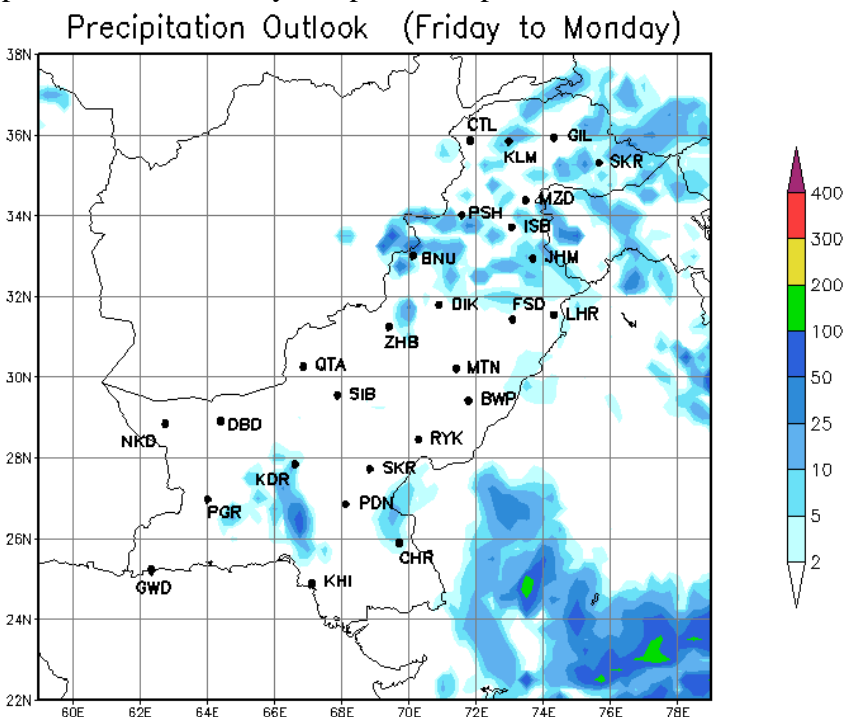 Precipitation Outlook (Friday to Monday)
38N
36N
34N
32N
30N
28N
26N
24N
22N
60E
62E
64E
66E
68E
70E
72E
74E
76E
78E
CTL
KLM
GIL
SKR
MZD
PSH
ISB
BNU
JHM
DIK
FSD
LHR
ZHB
QTA
MTN
SIB
BWP
NKD
DBD
RYK
KDR
SKR
PGR
PDN
CHR
GWD
KHI
400
300
200
100
50
25
10
5
2